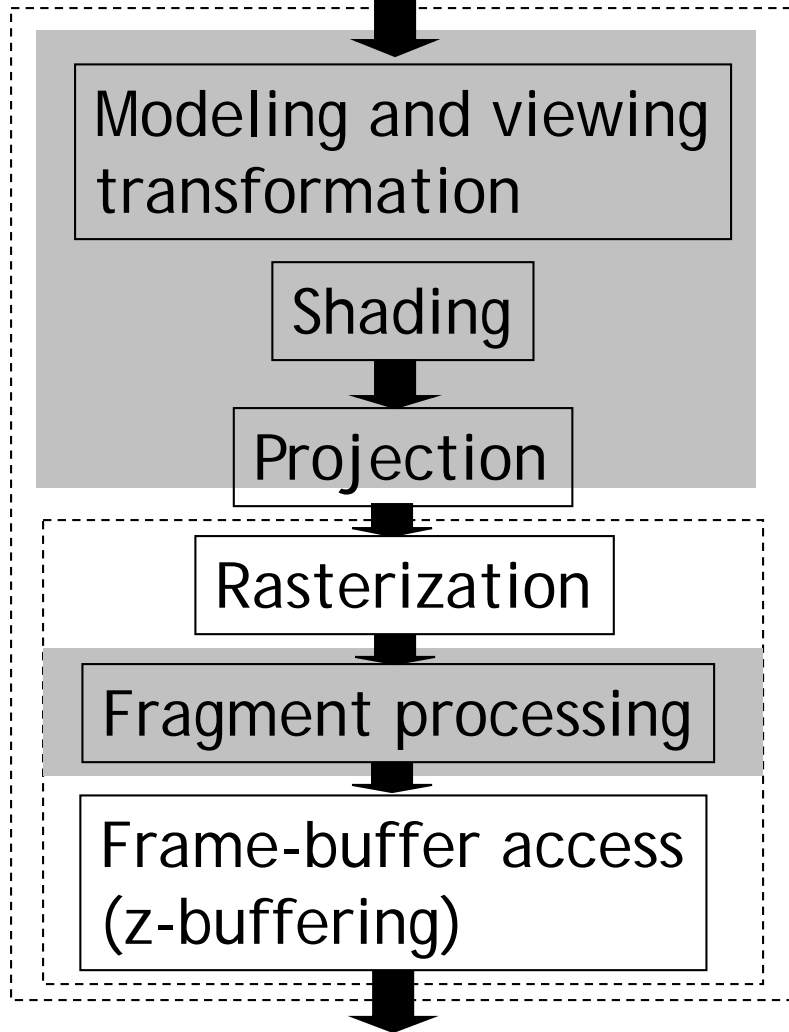 Modeling and viewing
transformation
Shading
Projection
Rasterization
Fragment processing
Frame-buffer access
(z-buffering)